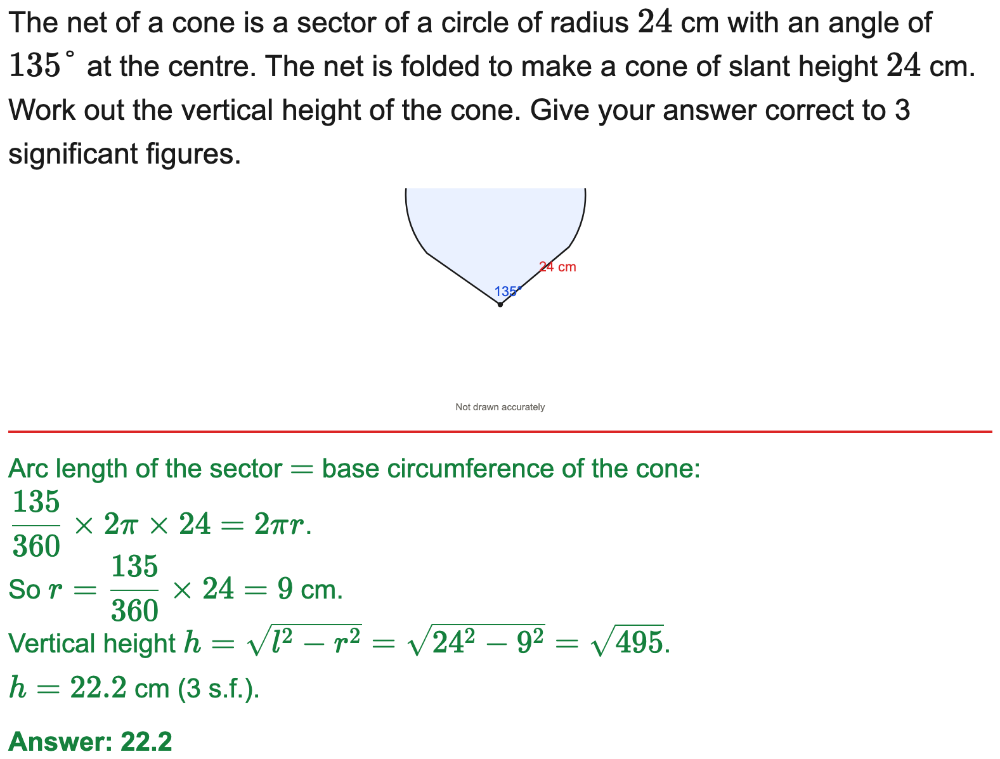 The net of a cone is a sector of a circle of radius 24 cm with an angle of
135° at the centre. The net is folded to make a cone of slant height 24 cm.
Work out the vertical height of the cone. Give your answer correct to 3
significant figures.
24 cm
135°
Not drawn accurately
Arc length of the sector = base circumference of the cone:
135/360 × 2π × 24 = 2πr.
So r = 135/360 × 24 = 9 cm.
Vertical height h = √(l² − r²) = √(24² − 9²) = √495.
h = 22.2 cm (3 s.f.).
Answer: 22.2